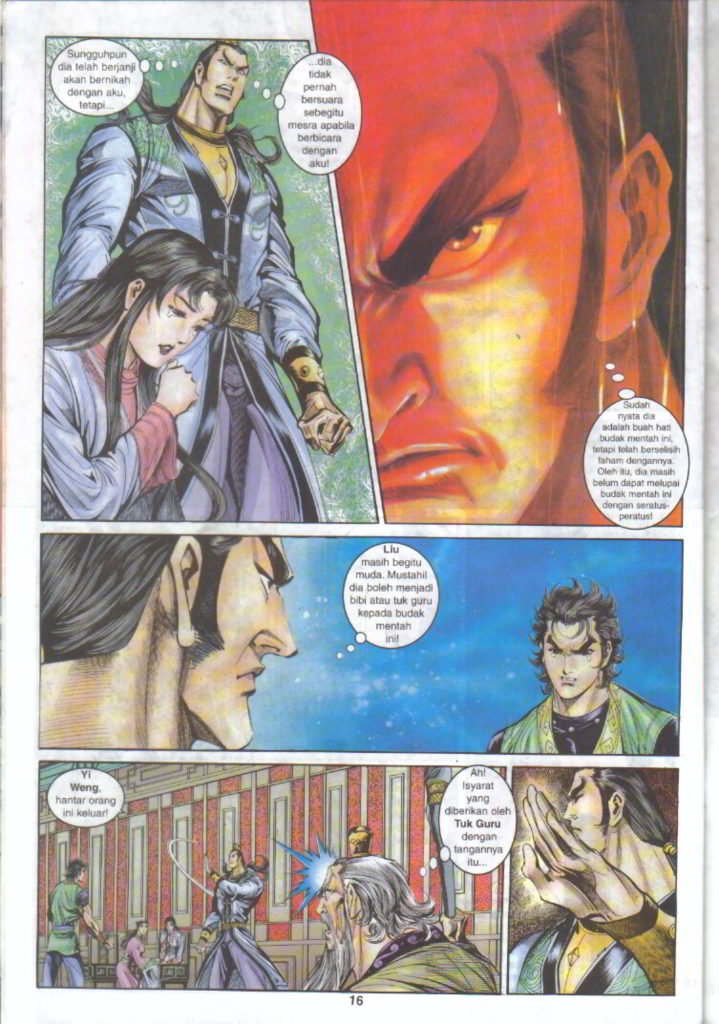 Sungguhpun
dia telah berjanji
akan bernikah
dengan aku,
tetapi...
...dia
tidak
pernah
bersuara
sebegitu
mesra apabila
berbicara
dengan
aku!
Sudah
nyata dia
adalah buah hati
budak mentah ini,
tetapi telah berselisih
faham dengannya.
Oleh itu, dia masih
belum dapat melupai
budak mentah ini
dengan seratus-
peratus!
Liu
masih begitu
muda. Mustahil
dia boleh menjadi
bibi atau tuk guru
kepada budak
mentah
ini!
Yi
Weng,
hantar orang
ini keluar!
Ah!
Isyarat
yang
diberikan oleh
Tuk Guru
dengan
tangannya
itu...
16